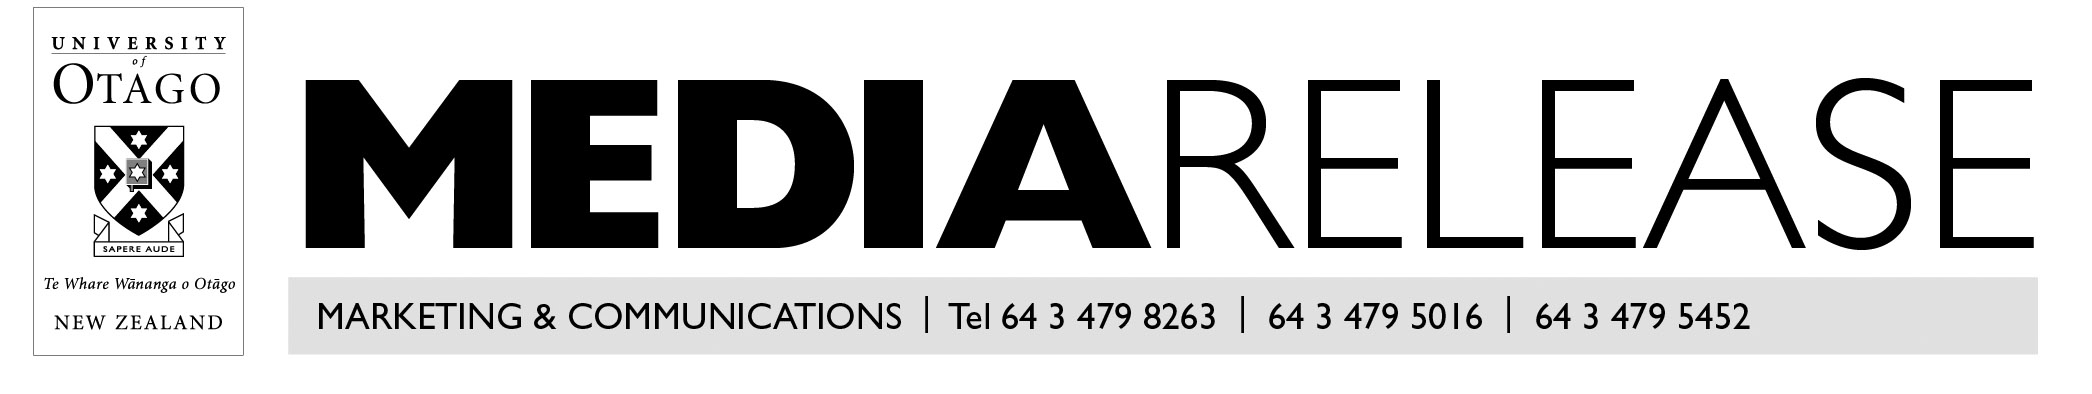 UNIVERSITY
of
OTAGO
SAPERE AUDE
Te Whare Wānanga o Otāgo
NEW ZEALAND
MEDIARELEASE
MARKETING & COMMUNICATIONS | Tel 64 3 479 8263 | 64 3 479 5016 | 64 3 479 5452